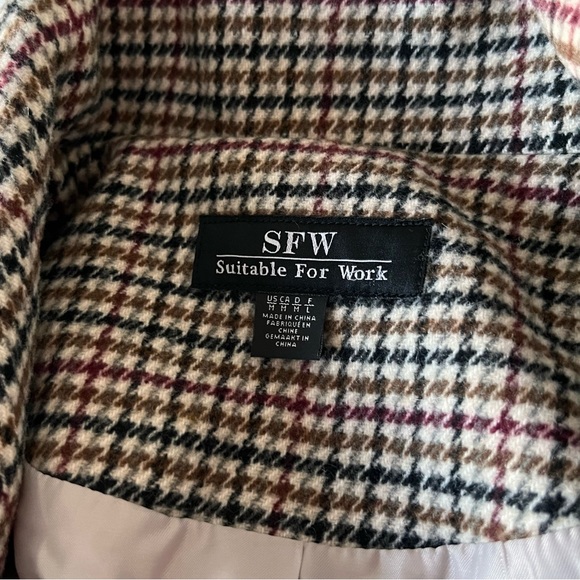 SFW
Suitable For Work
US CA D F
M M M L
MADE IN CHINA
FABRIQUÉ EN
CHINE
GEMAAKT IN
CHINA